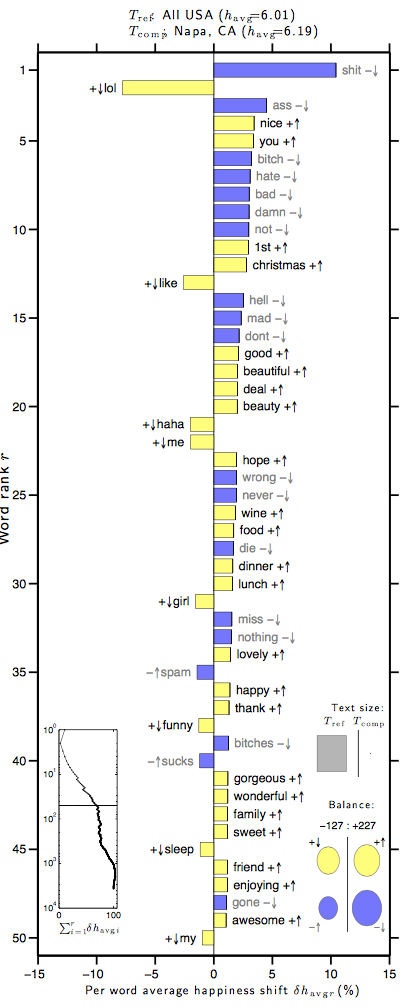 T_ref: All USA (h_avg=6.01)
T_comp: Napa, CA (h_avg=6.19)
1
shit −↓
+↓lol
ass −↓
nice +↑
5
you +↑
bitch −↓
hate −↓
bad −↓
damn −↓
10
not −↓
1st +↑
christmas +↑
+↓like
hell −↓
15
mad −↓
dont −↓
good +↑
beautiful +↑
deal +↑
20
beauty +↑
+↓haha
+↓me
hope +↑
wrong −↓
25
never −↓
wine +↑
food +↑
die −↓
dinner +↑
30
lunch +↑
+↓girl
miss −↓
nothing −↓
lovely +↑
35
−↑spam
happy +↑
thank +↑
+↓funny
bitches −↓
40
−↑sucks
gorgeous +↑
wonderful +↑
family +↑
sweet +↑
45
+↓sleep
friend +↑
enjoying +↑
gone −↓
awesome +↑
50
+↓my
Word rank r
Text size:
T_ref T_comp
Balance:
−127 : +227
+↓ +↑
−↑ −↓
10^0
10^1
10^2
10^3
10^4
0 100
∑_{i=1}^r δh_avg,i
−15 −10 −5 0 5 10 15
Per word average happiness shift δh_avg,r (%)